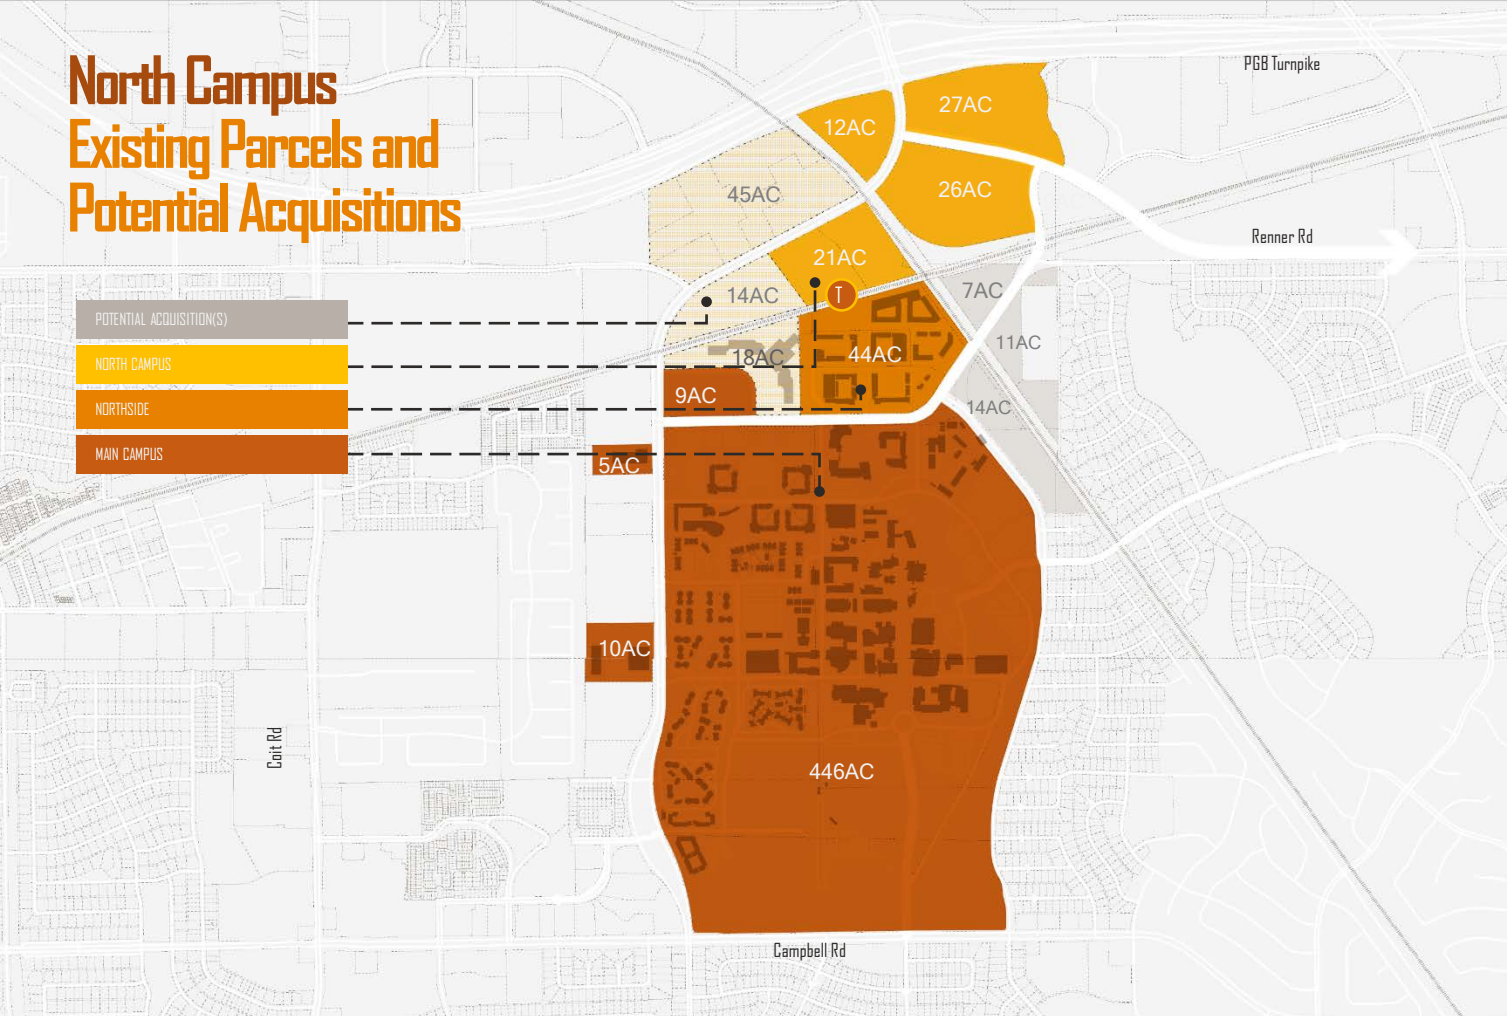 North Campus
Existing Parcels and
Potential Acquisitions
POTENTIAL ACQUISITION(S)
NORTH CAMPUS
NORTHSIDE
MAIN CAMPUS
PGB Turnpike
27AC
12AC
45AC
26AC
Renner Rd
21AC
14AC
T
7AC
18AC
44AC
11AC
9AC
14AC
5AC
10AC
Coit Rd
446AC
Campbell Rd